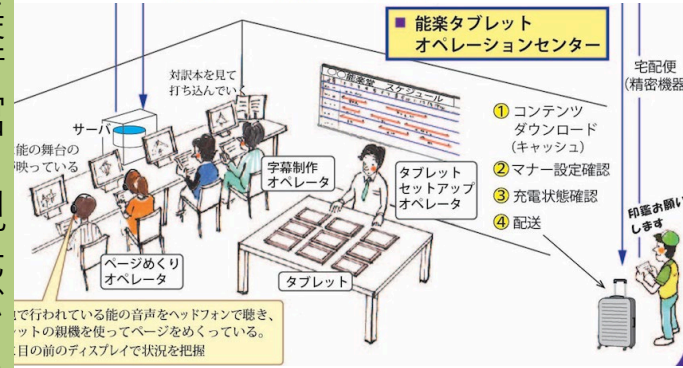 ■ 能楽タブレット
オペレーションセンター
宅配便
(精密機器
対訳本を見て
打ち込んでいく
サーバ
能の舞台の
映っている
○○能楽堂 スケジュール
① コンテンツ
ダウンロード
(キャッシュ)
② マナー設定確認
③ 充電状態確認
④ 配送
字幕制作
オペレータ
タブレット
セットアップ
オペレータ
ページめくり
オペレータ
タブレット
印鑑お願い
します
で行われている能の音声をヘッドフォンで聴き、
ットの親機を使ってページをめくっている。
目の前のディスプレイで状況を把握